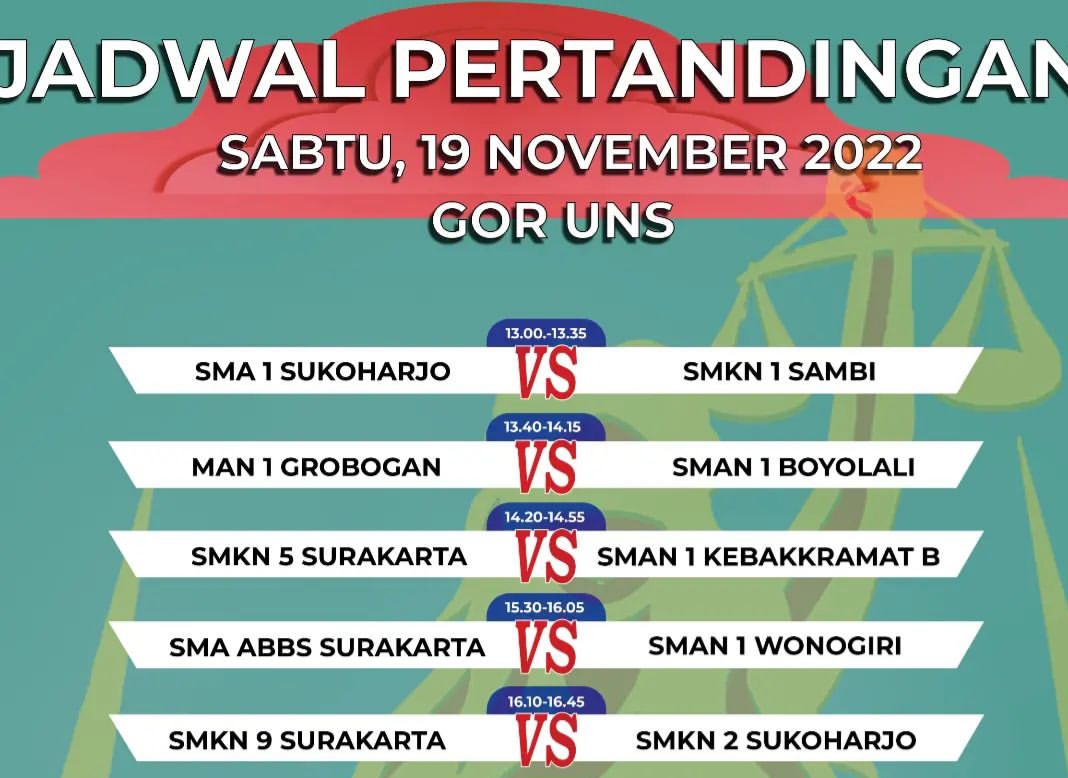 JADWAL PERTANDINGAN
SABTU, 19 NOVEMBER 2022
GOR UNS
13.00.-13.35
SMA 1 SUKOHARJO VS SMKN 1 SAMBI
13.40-14.15
MAN 1 GROBOGAN VS SMAN 1 BOYOLALI
14.20-14.55
SMKN 5 SURAKARTA VS SMAN 1 KEBAKKRAMAT B
15.30-16.05
SMA ABBS SURAKARTA VS SMAN 1 WONOGIRI
16.10-16.45
SMKN 9 SURAKARTA VS SMKN 2 SUKOHARJO